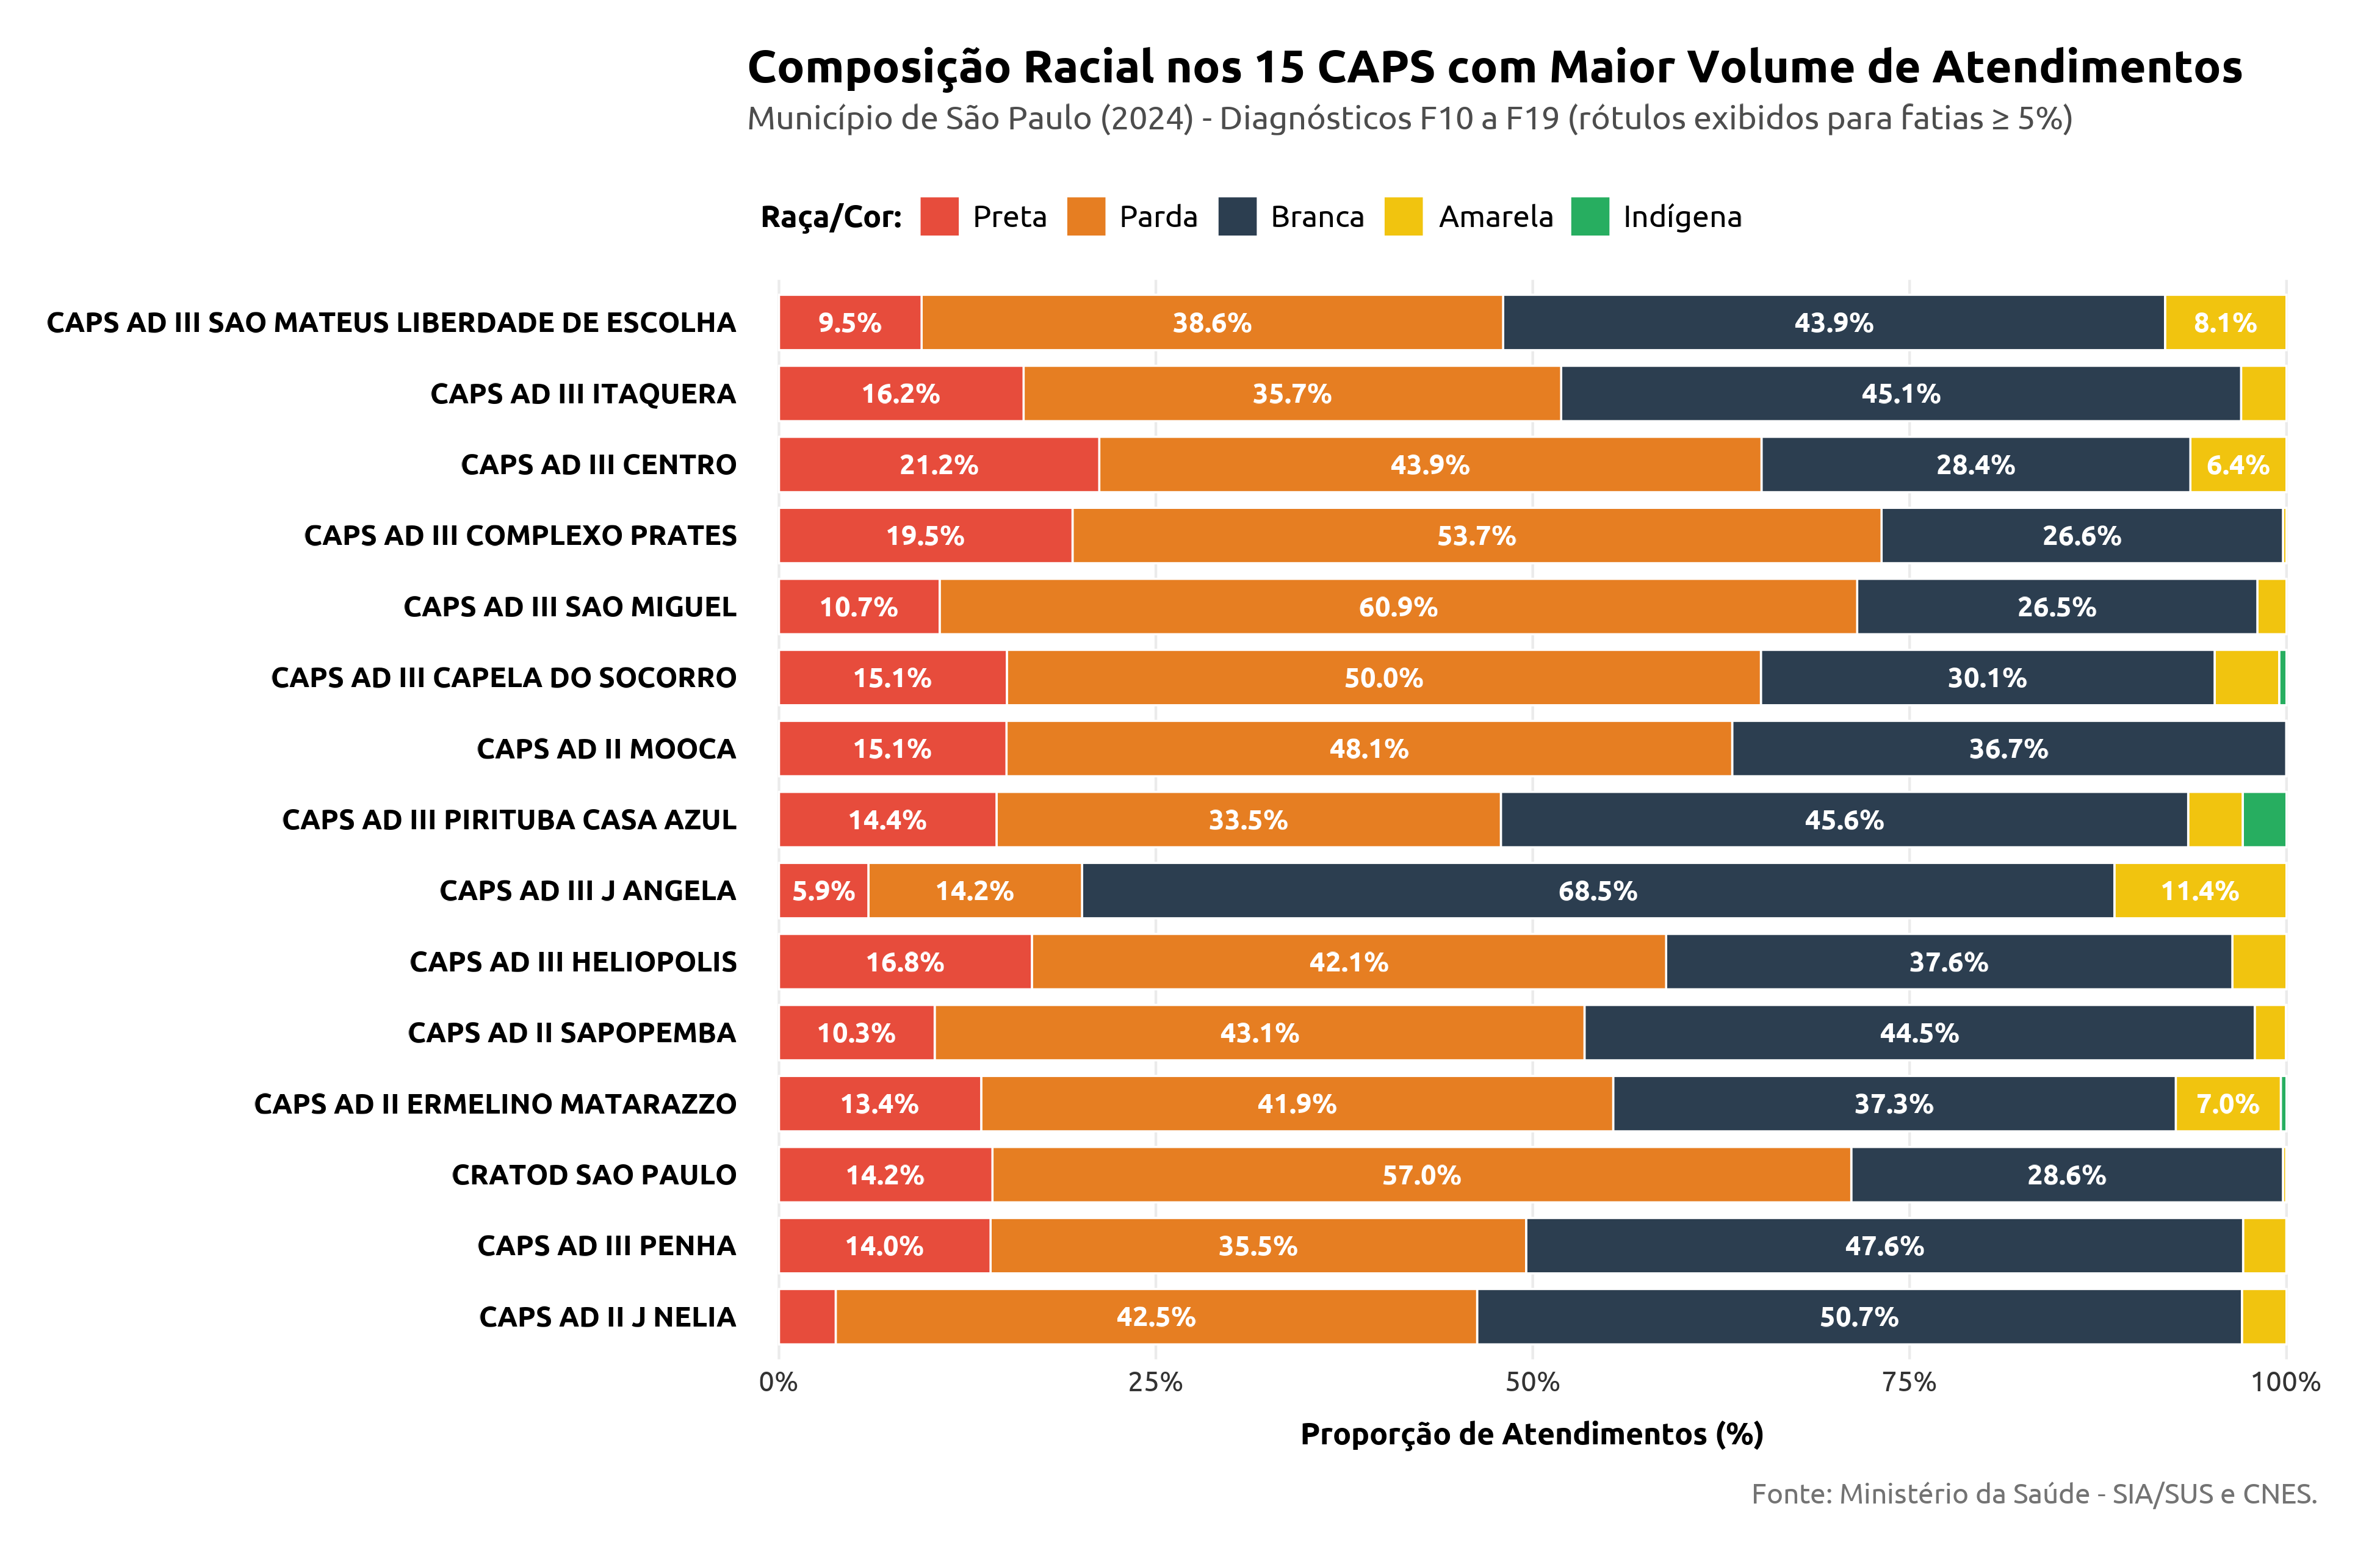 Composição Racial nos 15 CAPS com Maior Volume de Atendimentos
Município de São Paulo (2024) - Diagnósticos F10 a F19 (rótulos exibidos para fatias ≥ 5%)
Raça/Cor: Preta Parda Branca Amarela Indígena
CAPS AD III SAO MATEUS LIBERDADE DE ESCOLHA 9.5% 38.6% 43.9% 8.1%
CAPS AD III ITAQUERA 16.2% 35.7% 45.1%
CAPS AD III CENTRO 21.2% 43.9% 28.4% 6.4%
CAPS AD III COMPLEXO PRATES 19.5% 53.7% 26.6%
CAPS AD III SAO MIGUEL 10.7% 60.9% 26.5%
CAPS AD III CAPELA DO SOCORRO 15.1% 50.0% 30.1%
CAPS AD II MOOCA 15.1% 48.1% 36.7%
CAPS AD III PIRITUBA CASA AZUL 14.4% 33.5% 45.6%
CAPS AD III J ANGELA 5.9% 14.2% 68.5% 11.4%
CAPS AD III HELIOPOLIS 16.8% 42.1% 37.6%
CAPS AD II SAPOPEMBA 10.3% 43.1% 44.5%
CAPS AD II ERMELINO MATARAZZO 13.4% 41.9% 37.3% 7.0%
CRATOD SAO PAULO 14.2% 57.0% 28.6%
CAPS AD III PENHA 14.0% 35.5% 47.6%
CAPS AD II J NELIA 42.5% 50.7%
0% 25% 50% 75% 100%
Proporção de Atendimentos (%)
Fonte: Ministério da Saúde - SIA/SUS e CNES.